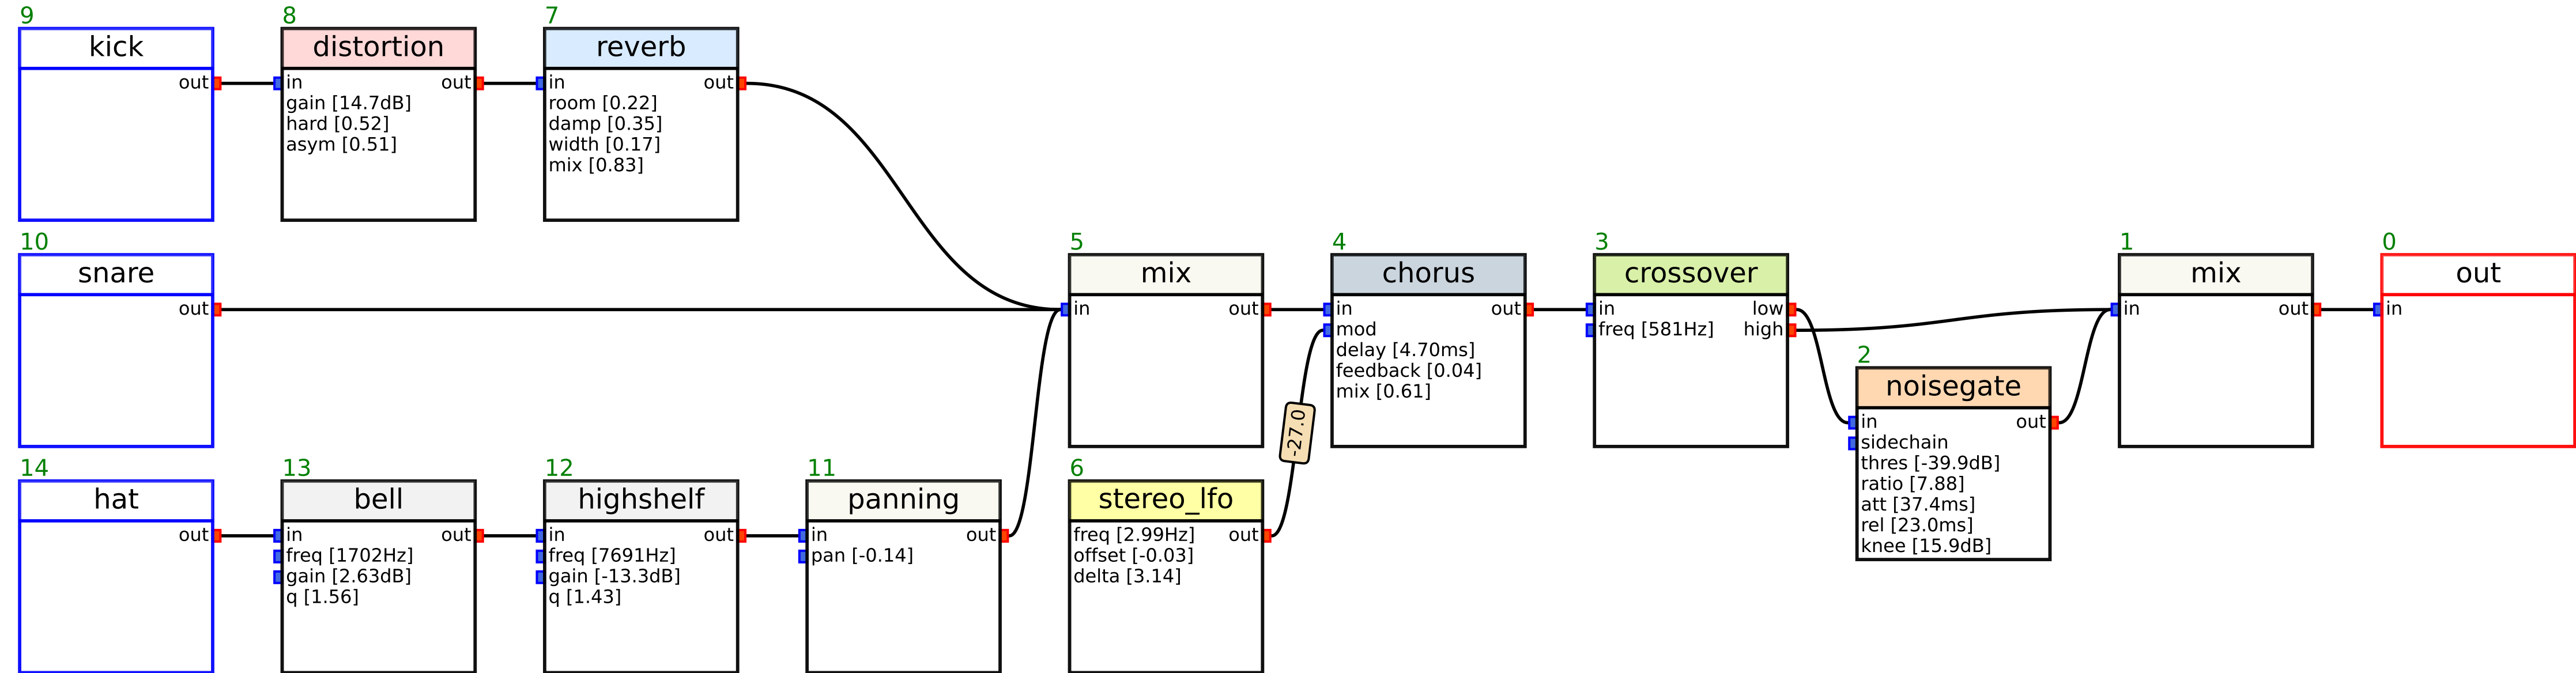 9
kick
out
8
distortion
in out
gain [14.7dB]
hard [0.52]
asym [0.51]
7
reverb
in out
room [0.22]
damp [0.35]
width [0.17]
mix [0.83]
10
snare
out
5
mix
in out
4
chorus
in out
mod
delay [4.70ms]
feedback [0.04]
mix [0.61]
3
crossover
in low
freq [581Hz] high
1
mix
in out
0
out
in
2
noisegate
in out
sidechain
thres [-39.9dB]
ratio [7.88]
att [37.4ms]
rel [23.0ms]
knee [15.9dB]
-27.0
14
hat
out
13
bell
in out
freq [1702Hz]
gain [2.63dB]
q [1.56]
12
highshelf
in out
freq [7691Hz]
gain [-13.3dB]
q [1.43]
11
panning
in out
pan [-0.14]
6
stereo_lfo
freq [2.99Hz] out
offset [-0.03]
delta [3.14]